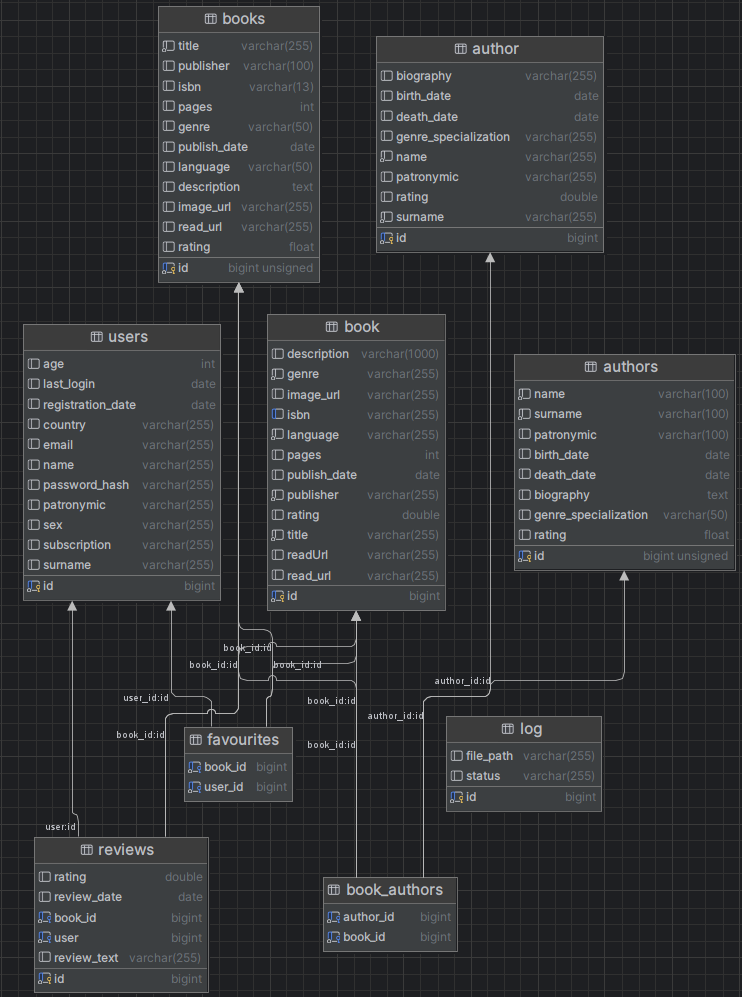 books
title varchar(255)
publisher varchar(100)
isbn varchar(13)
pages int
genre varchar(50)
publish_date date
language varchar(50)
description text
image_url varchar(255)
read_url varchar(255)
rating float
id bigint unsigned
author
biography varchar(255)
birth_date date
death_date date
genre_specialization varchar(255)
name varchar(255)
patronymic varchar(255)
rating double
surname varchar(255)
id bigint
users
age int
last_login date
registration_date date
country varchar(255)
email varchar(255)
name varchar(255)
password_hash varchar(255)
patronymic varchar(255)
sex varchar(255)
subscription varchar(255)
surname varchar(255)
id bigint
book
description varchar(1000)
genre varchar(255)
image_url varchar(255)
isbn varchar(255)
language varchar(255)
pages int
publish_date date
publisher varchar(255)
rating double
title varchar(255)
readUrl varchar(255)
read_url varchar(255)
id bigint
authors
name varchar(100)
surname varchar(100)
patronymic varchar(100)
birth_date date
death_date date
biography text
genre_specialization varchar(50)
rating float
id bigint unsigned
book_id:id
book_id:id
book_id:id
author_id:id
user_id:id
book_id:id
author_id:id
book_id:id
book_id:id
favourites
book_id bigint
user_id bigint
log
file_path varchar(255)
status varchar(255)
id bigint
user:id
reviews
rating double
review_date date
book_id bigint
user bigint
review_text varchar(255)
id bigint
book_authors
author_id bigint
book_id bigint